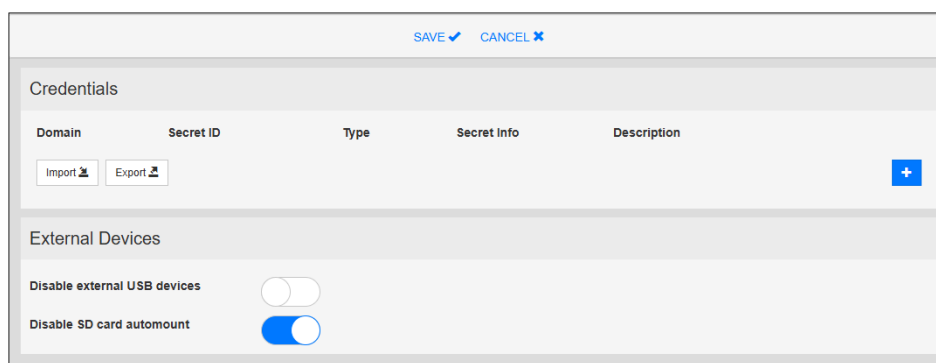 SAVE CANCEL
Credentials
Domain Secret ID Type Secret Info Description
Import Export
External Devices
Disable external USB devices
Disable SD card automount